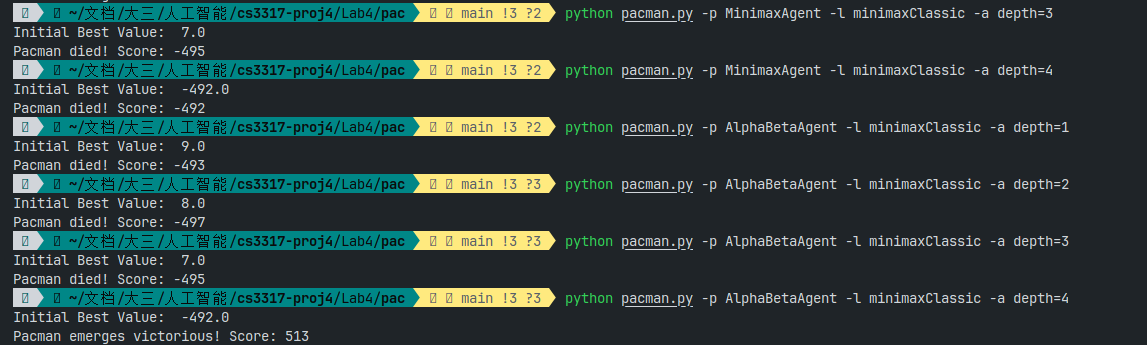 ~/文档/大三/人工智能/cs3317-proj4/Lab4/pac main !3 ?2 python pacman.py -p MinimaxAgent -l minimaxClassic -a depth=3
Initial Best Value:  7.0
Pacman died! Score: -495
~/文档/大三/人工智能/cs3317-proj4/Lab4/pac main !3 ?2 python pacman.py -p MinimaxAgent -l minimaxClassic -a depth=4
Initial Best Value:  -492.0
Pacman died! Score: -492
~/文档/大三/人工智能/cs3317-proj4/Lab4/pac main !3 ?2 python pacman.py -p AlphaBetaAgent -l minimaxClassic -a depth=1
Initial Best Value:  9.0
Pacman died! Score: -493
~/文档/大三/人工智能/cs3317-proj4/Lab4/pac main !3 ?3 python pacman.py -p AlphaBetaAgent -l minimaxClassic -a depth=2
Initial Best Value:  8.0
Pacman died! Score: -497
~/文档/大三/人工智能/cs3317-proj4/Lab4/pac main !3 ?3 python pacman.py -p AlphaBetaAgent -l minimaxClassic -a depth=3
Initial Best Value:  7.0
Pacman died! Score: -495
~/文档/大三/人工智能/cs3317-proj4/Lab4/pac main !3 ?3 python pacman.py -p AlphaBetaAgent -l minimaxClassic -a depth=4
Initial Best Value:  -492.0
Pacman emerges victorious! Score: 513